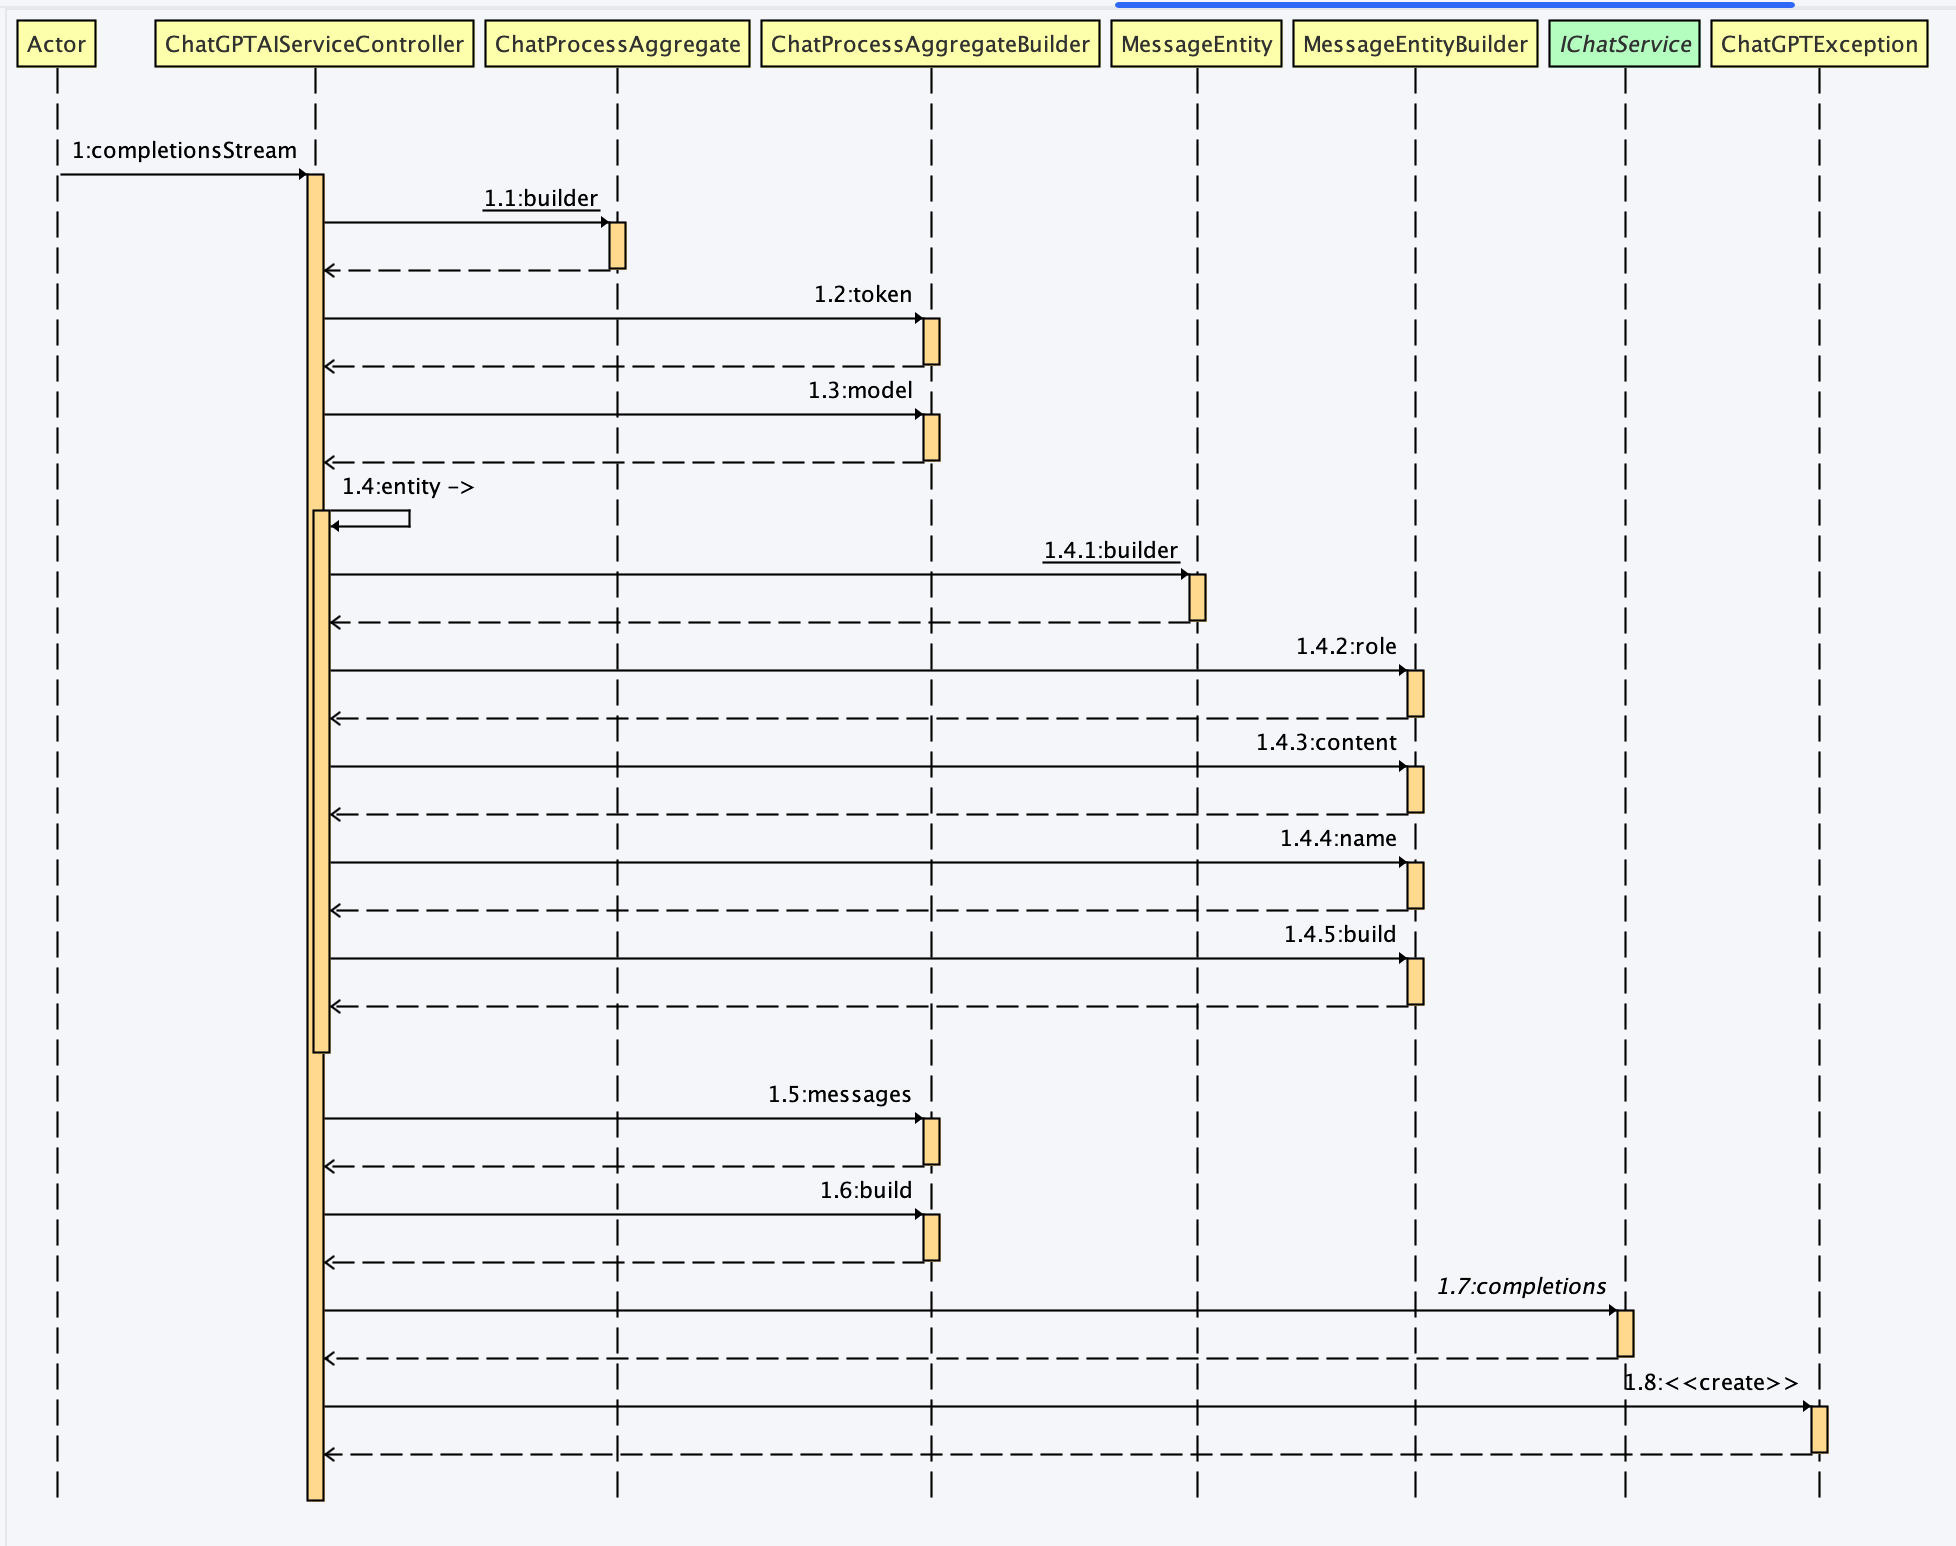 Actor
ChatGPTAIServiceController
ChatProcessAggregate
ChatProcessAggregateBuilder
MessageEntity
MessageEntityBuilder
IChatService
ChatGPTException
1:completionsStream
1.1:builder
1.2:token
1.3:model
1.4:entity ->
1.4.1:builder
1.4.2:role
1.4.3:content
1.4.4:name
1.4.5:build
1.5:messages
1.6:build
1.7:completions
1.8:<<create>>